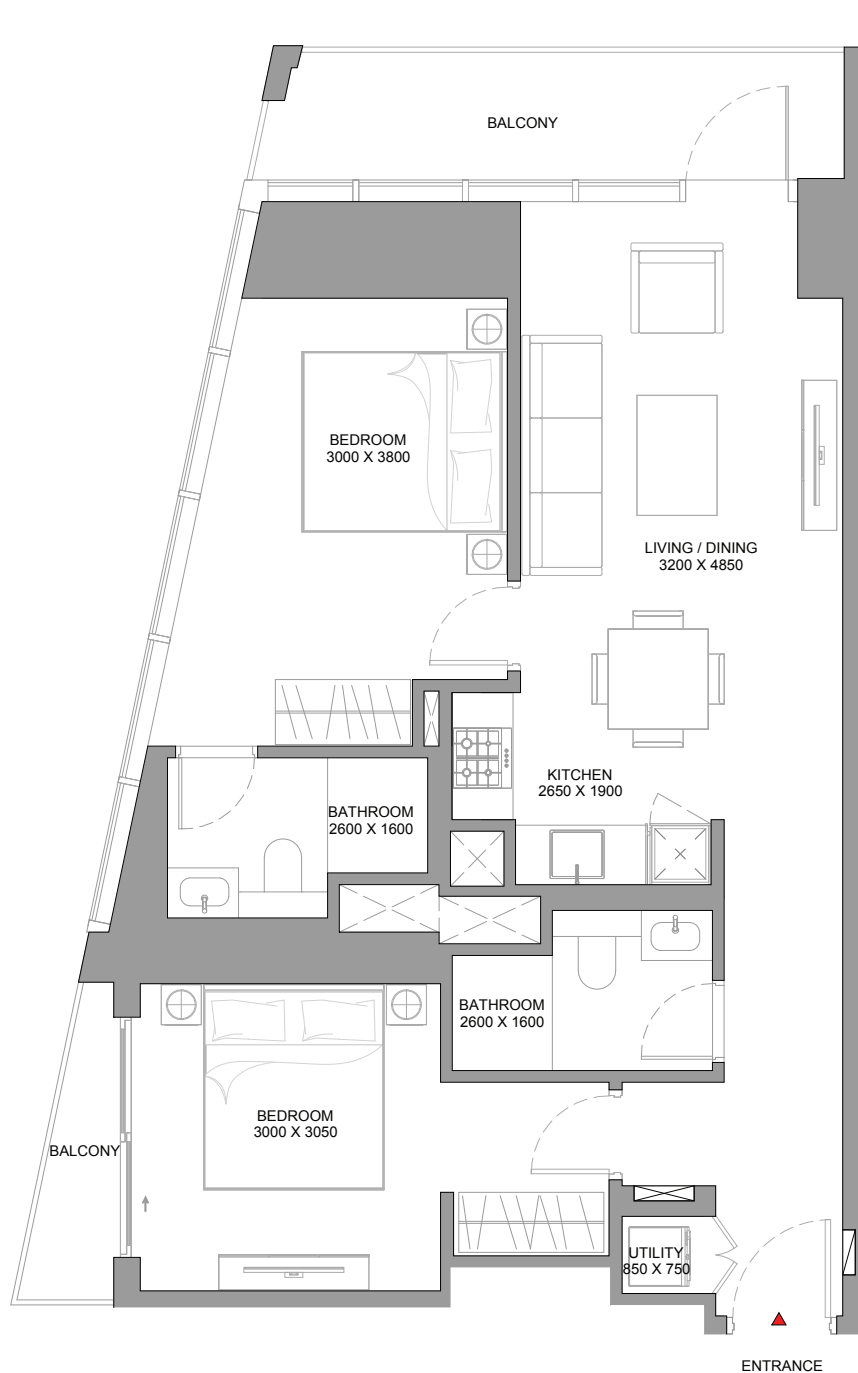 BALCONY
BEDROOM
3000 X 3800
LIVING / DINING
3200 X 4850
KITCHEN
2650 X 1900
BATHROOM
2600 X 1600
BATHROOM
2600 X 1600
BEDROOM
3000 X 3050
BALCONY
UTILITY
850 X 750
ENTRANCE